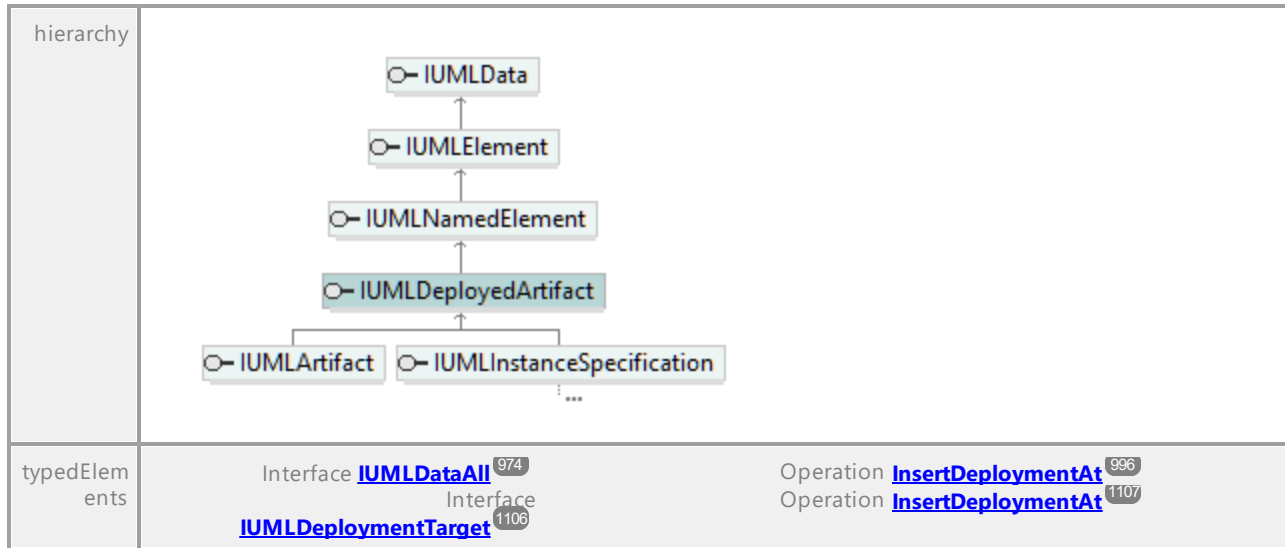 hierarchy
IUMLData
IUMLElement
IUMLNamedElement
IUMLDeployedArtifact
IUMLArtifact IUMLInstanceSpecification
...
typedElem
ents
Interface IUMLDataAll 974 Operation InsertDeploymentAt 996
Interface
IUMLDeploymentTarget 1106
Operation InsertDeploymentAt 1107